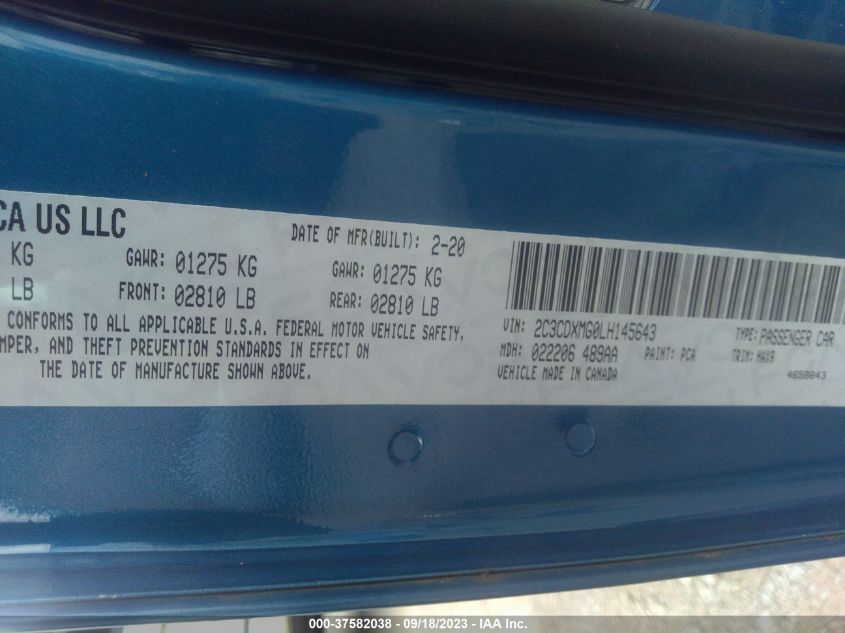 CA US LLC
DATE OF MFR(BUILT): 2-20
KG GAWR: 01275 KG GAWR: 01275 KG
LB FRONT: 02810 LB REAR: 02810 LB
CONFORMS TO ALL APPLICABLE U.S.A. FEDERAL MOTOR VEHICLE SAFETY,
MPER, AND THEFT PREVENTION STANDARDS IN EFFECT ON
THE DATE OF MANUFACTURE SHOWN ABOVE.
VIN: 2C3CDXMG0LH145643 TYPE: PASSENGER CAR
MDH: 022206 489AA PAINT: PCA TRIM: HAX9
VEHICLE MADE IN CANADA 4658843
000-37582038 - 09/18/2023 - IAA Inc.